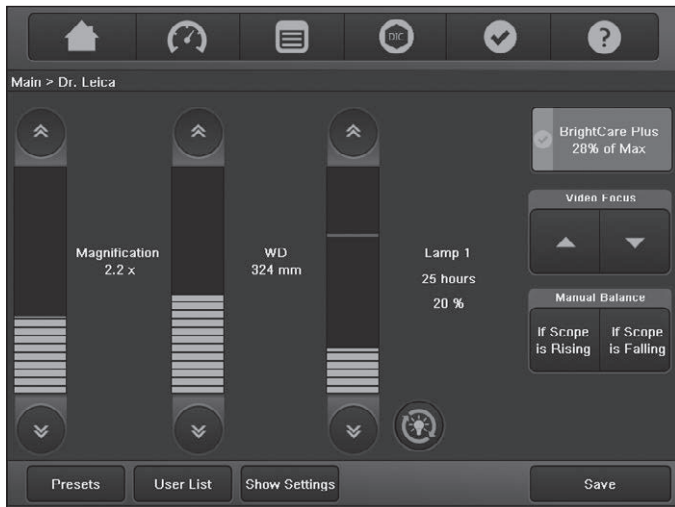 DIC
?
Main > Dr. Leica
BrightCare Plus
28% of Max
Video Focus
Magnification
2.2 x
WD
324 mm
Lamp 1
25 hours
20 %
Manual Balance
If Scope
is Rising
If Scope
is Falling
Presets
User List
Show Settings
Save